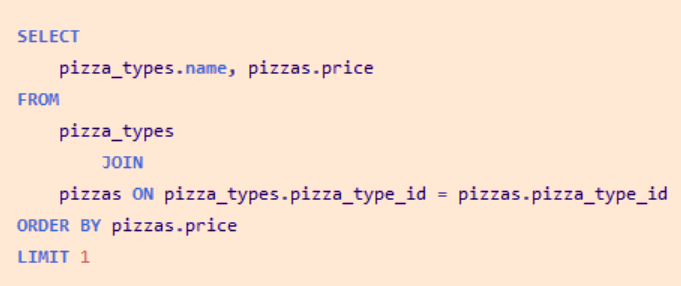 SELECT
pizza_types.name, pizzas.price
FROM
pizza_types
JOIN
pizzas ON pizza_types.pizza_type_id = pizzas.pizza_type_id
ORDER BY pizzas.price
LIMIT 1